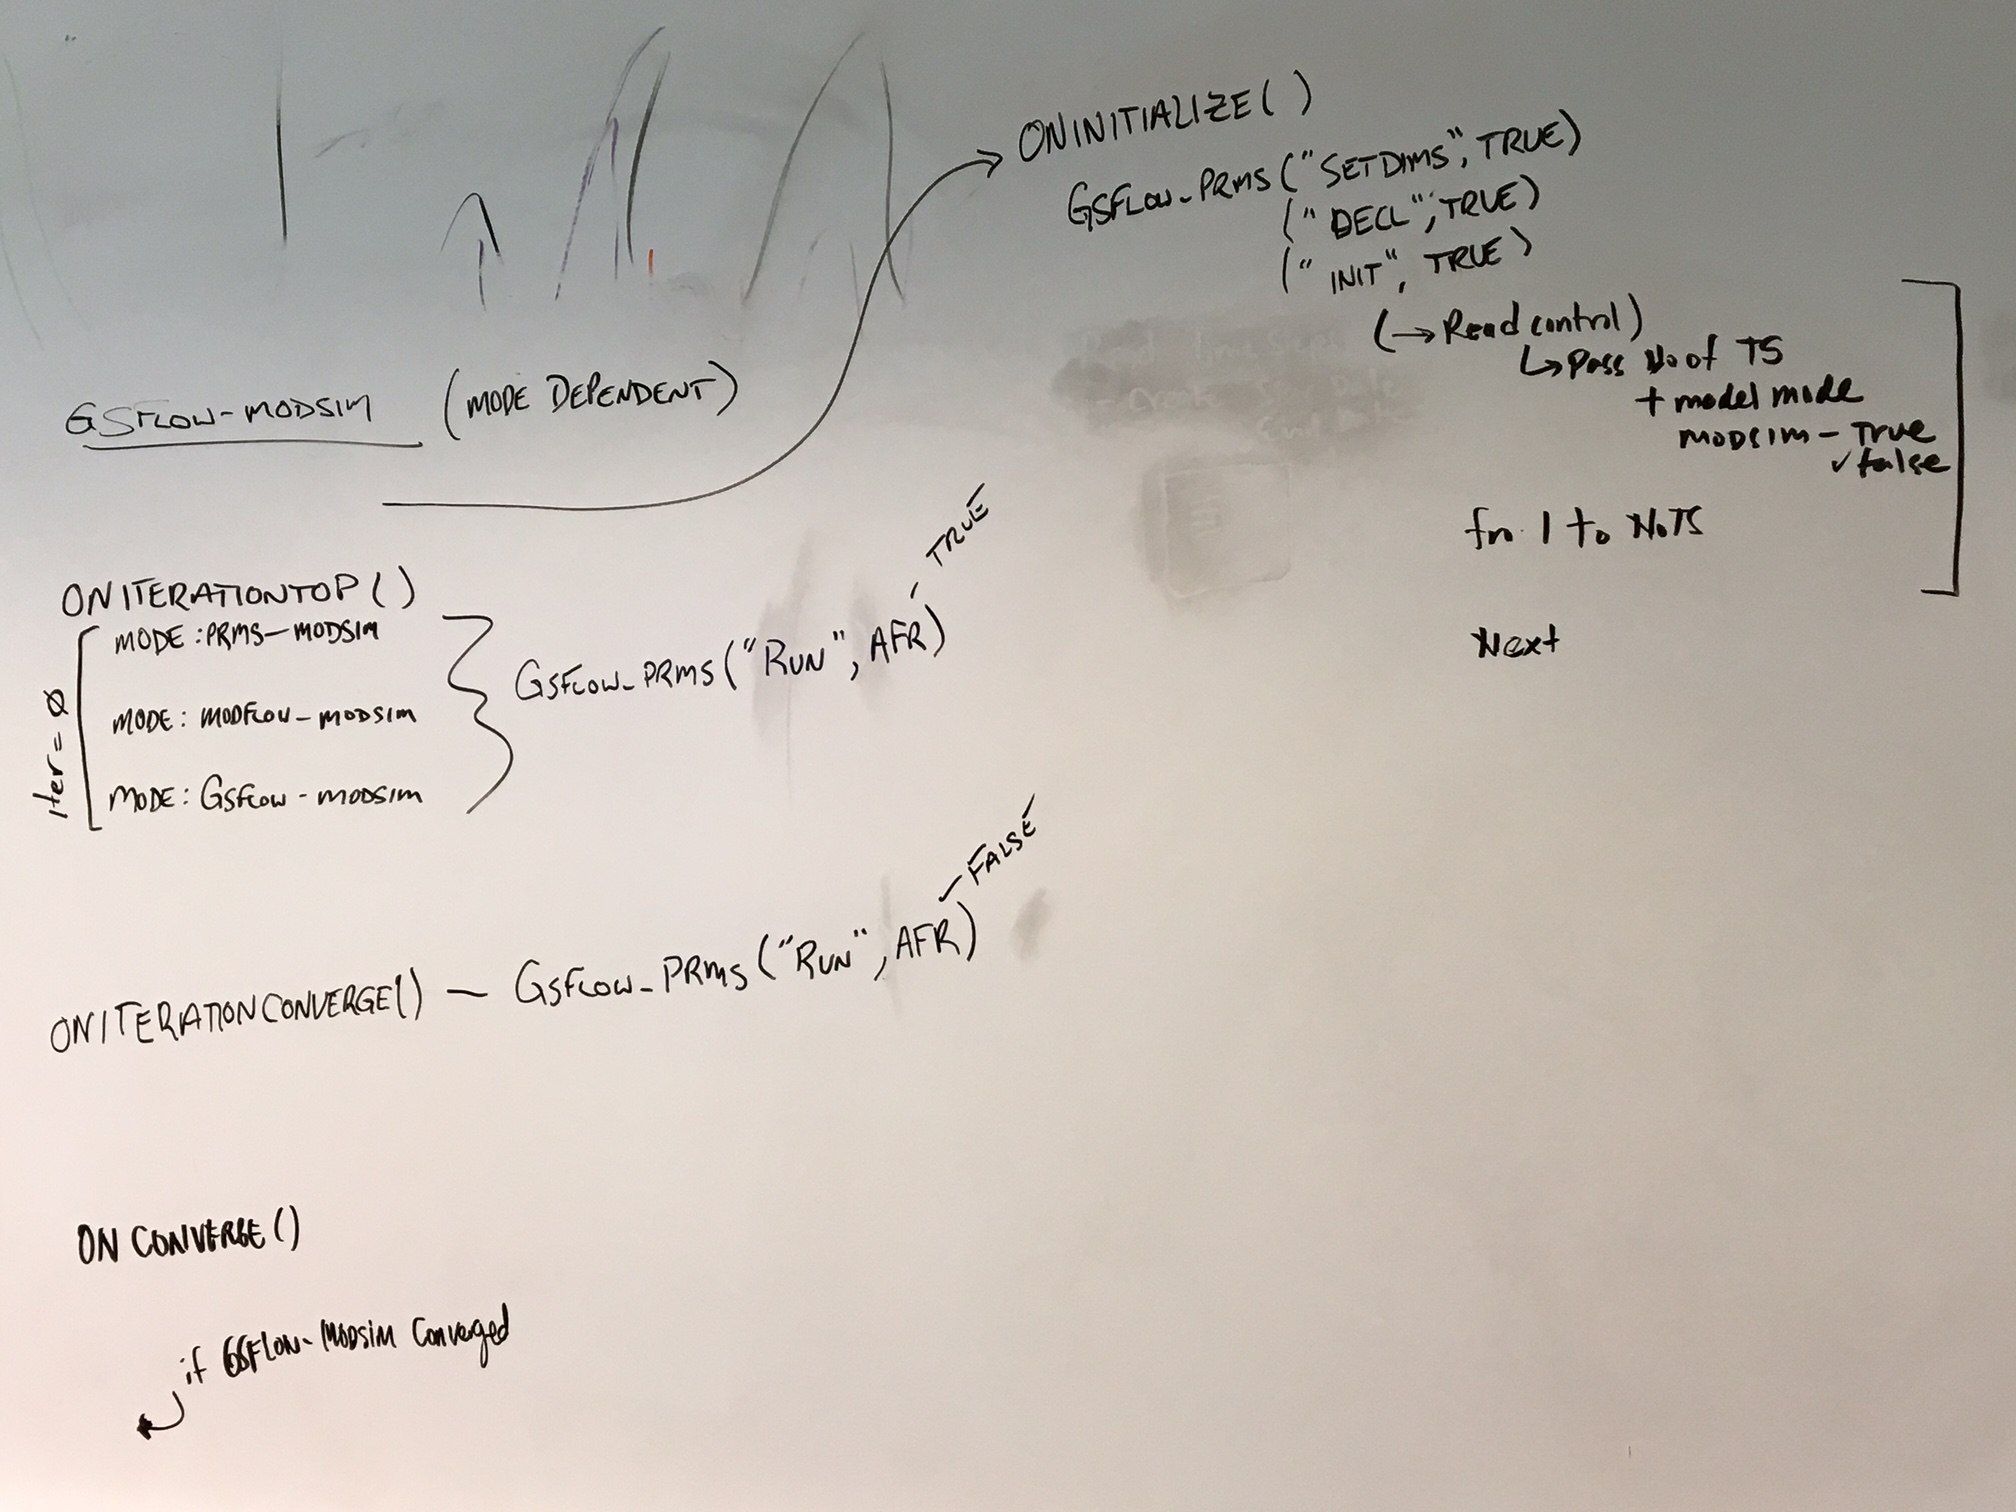 ONINITIALIZE( )
GSFLOW_PRMS ("SETDIMS", TRUE)
("DECL", TRUE)
("INIT", TRUE)
(→ Read control)
↳ Pass No of TS
+ model mode
MODSIM - True
✓ false
for 1 to NoTS
Next
GSFLOW-MODSIM (MODE DEPENDENT)
ONITERATIONTOP( )
iter = Ø
MODE: PRMS-MODSIM
MODE: MODFLOW-MODSIM
MODE: GSFLOW-MODSIM
GSFLOW_PRMS ("RUN", AFR)
- TRUE
ONITERATIONCONVERGE() — GSFLOW_PRMS ("RUN", AFR)
- FALSE
ON CONVERGE()
if GSFLOW-MODSIM Converged